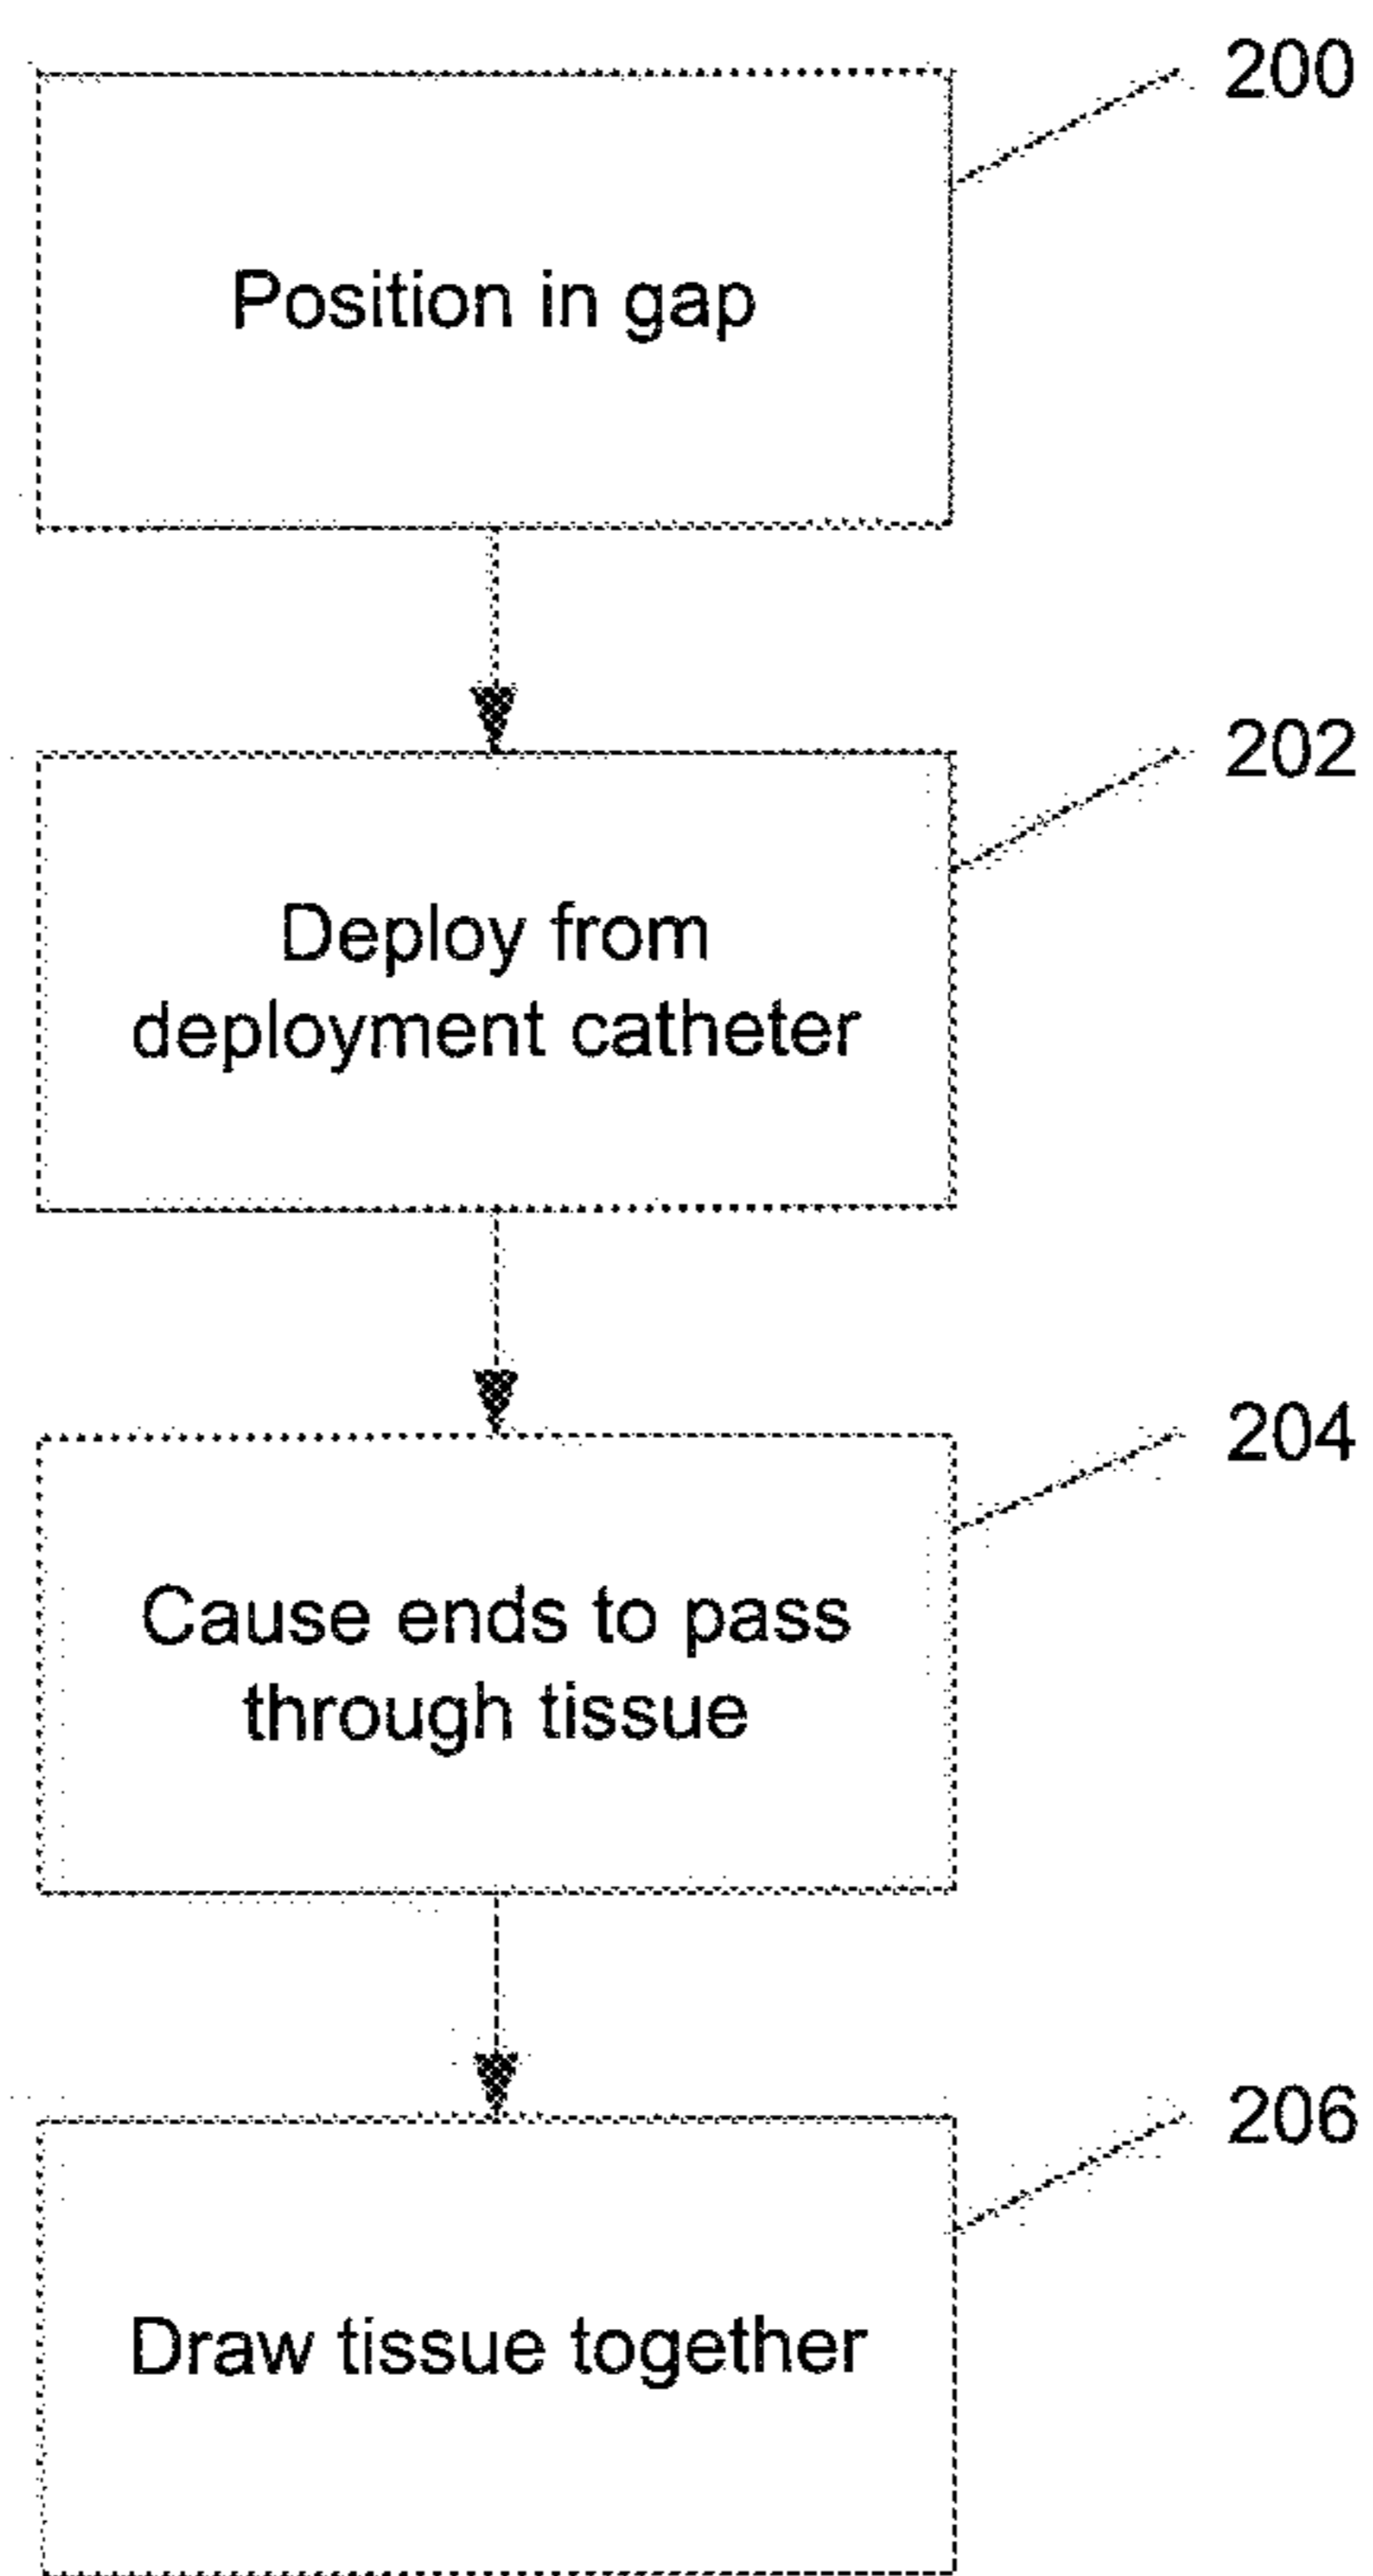 200
Position in gap
202
Deploy from
deployment catheter
204
Cause ends to pass
through tissue
206
Draw tissue together